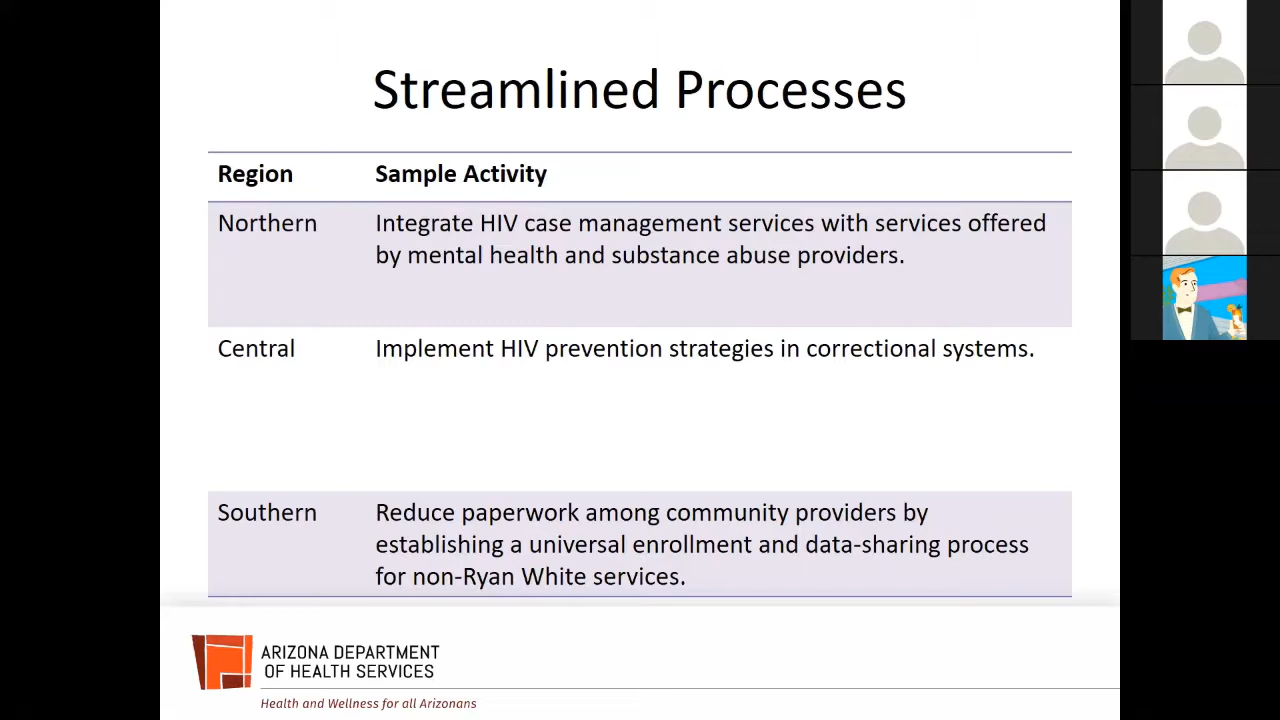 Streamlined Processes
Region Sample Activity
Northern Integrate HIV case management services with services offered
by mental health and substance abuse providers.
Central Implement HIV prevention strategies in correctional systems.
Southern Reduce paperwork among community providers by
establishing a universal enrollment and data-sharing process
for non-Ryan White services.
ARIZONA DEPARTMENT
OF HEALTH SERVICES
Health and Wellness for all Arizonans